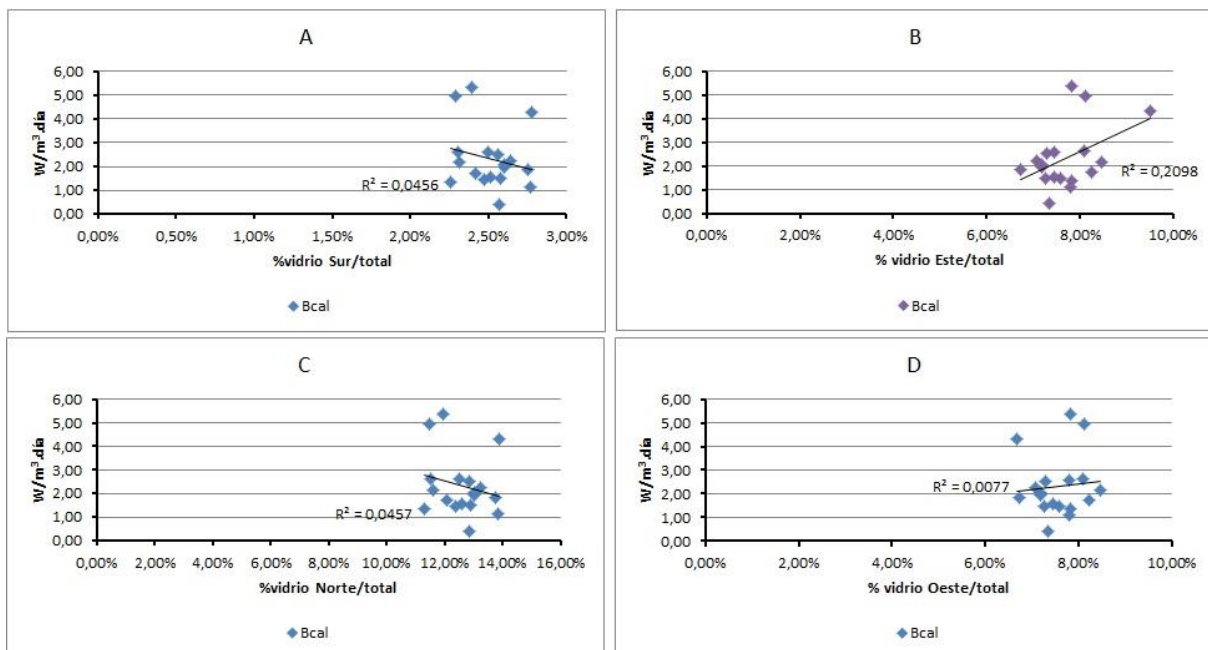 A
W/m³.día
6,00
5,00
4,00
3,00
2,00
1,00
0,00
R² = 0,0456
0,00% 0,50% 1,00% 1,50% 2,00% 2,50% 3,00%
%vidrio Sur/total
Bcal
B
W/m³.día
6,00
5,00
4,00
3,00
2,00
1,00
0,00
R² = 0,2098
0,00% 2,00% 4,00% 6,00% 8,00% 10,00%
% vidrio Este/total
Bcal
C
W/m³.día
6,00
5,00
4,00
3,00
2,00
1,00
0,00
R² = 0,0457
0,00% 2,00% 4,00% 6,00% 8,00% 10,00% 12,00% 14,00% 16,00%
%vidrio Norte/total
Bcal
D
W/m³.día
6,00
5,00
4,00
3,00
2,00
1,00
0,00
R² = 0,0077
0,00% 2,00% 4,00% 6,00% 8,00% 10,00%
% vidrio Oeste/total
Bcal